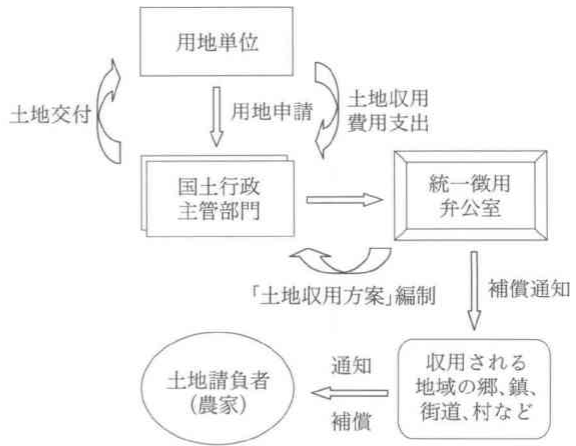 用地単位
土地交付
用地申請
土地収用
費用支出
国土行政
主管部門
統一徴用
弁公室
「土地収用方案」編制
補償通知
土地請負者
(農家)
通知
補償
収用される
地域の郷、鎮、
街道、村など